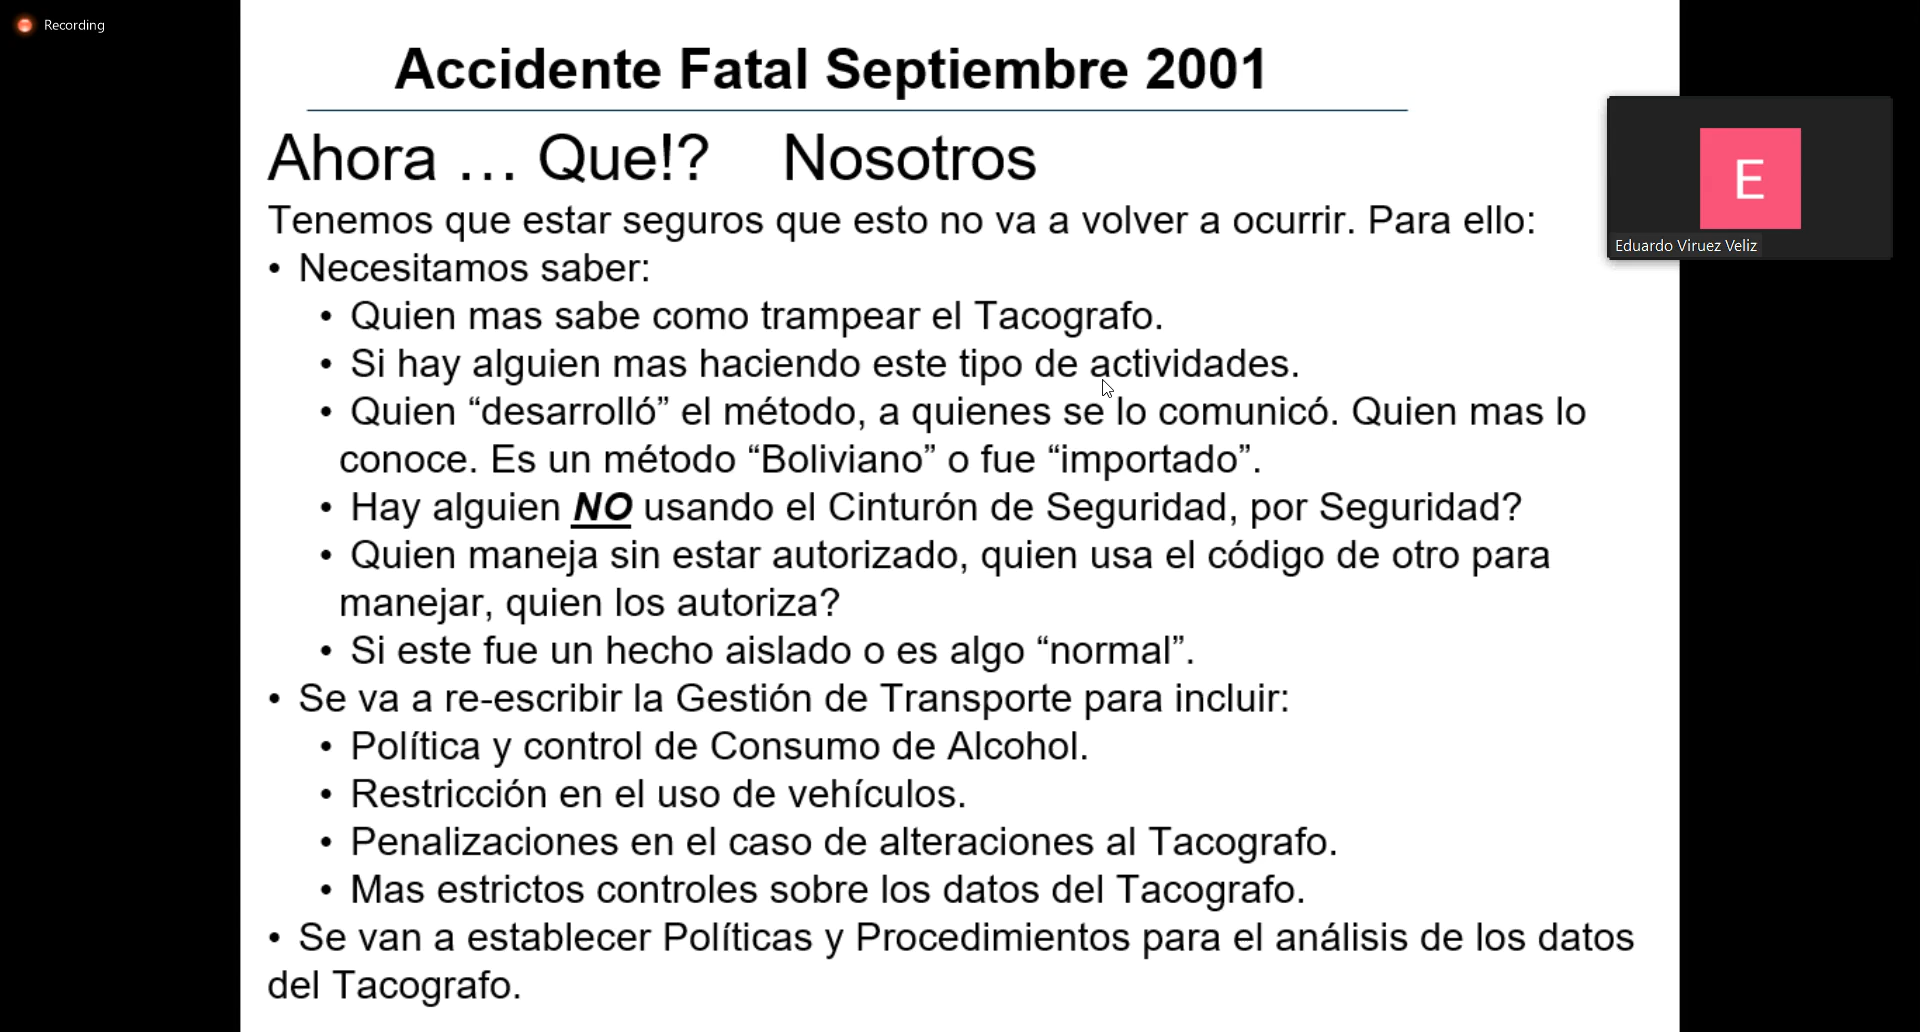 Recording
Accidente Fatal Septiembre 2001
Ahora ... Que!? Nosotros
Tenemos que estar seguros que esto no va a volver a ocurrir. Para ello:
• Necesitamos saber:
• Quien mas sabe como trampear el Tacografo.
• Si hay alguien mas haciendo este tipo de actividades.
• Quien “desarrolló” el método, a quienes se lo comunicó. Quien mas lo
conoce. Es un método “Boliviano” o fue “importado”.
• Hay alguien NO usando el Cinturón de Seguridad, por Seguridad?
• Quien maneja sin estar autorizado, quien usa el código de otro para
manejar, quien los autoriza?
• Si este fue un hecho aislado o es algo “normal”.
• Se va a re-escribir la Gestión de Transporte para incluir:
• Política y control de Consumo de Alcohol.
• Restricción en el uso de vehículos.
• Penalizaciones en el caso de alteraciones al Tacografo.
• Mas estrictos controles sobre los datos del Tacografo.
• Se van a establecer Políticas y Procedimientos para el análisis de los datos
del Tacografo.
E
Eduardo Viruez Veliz